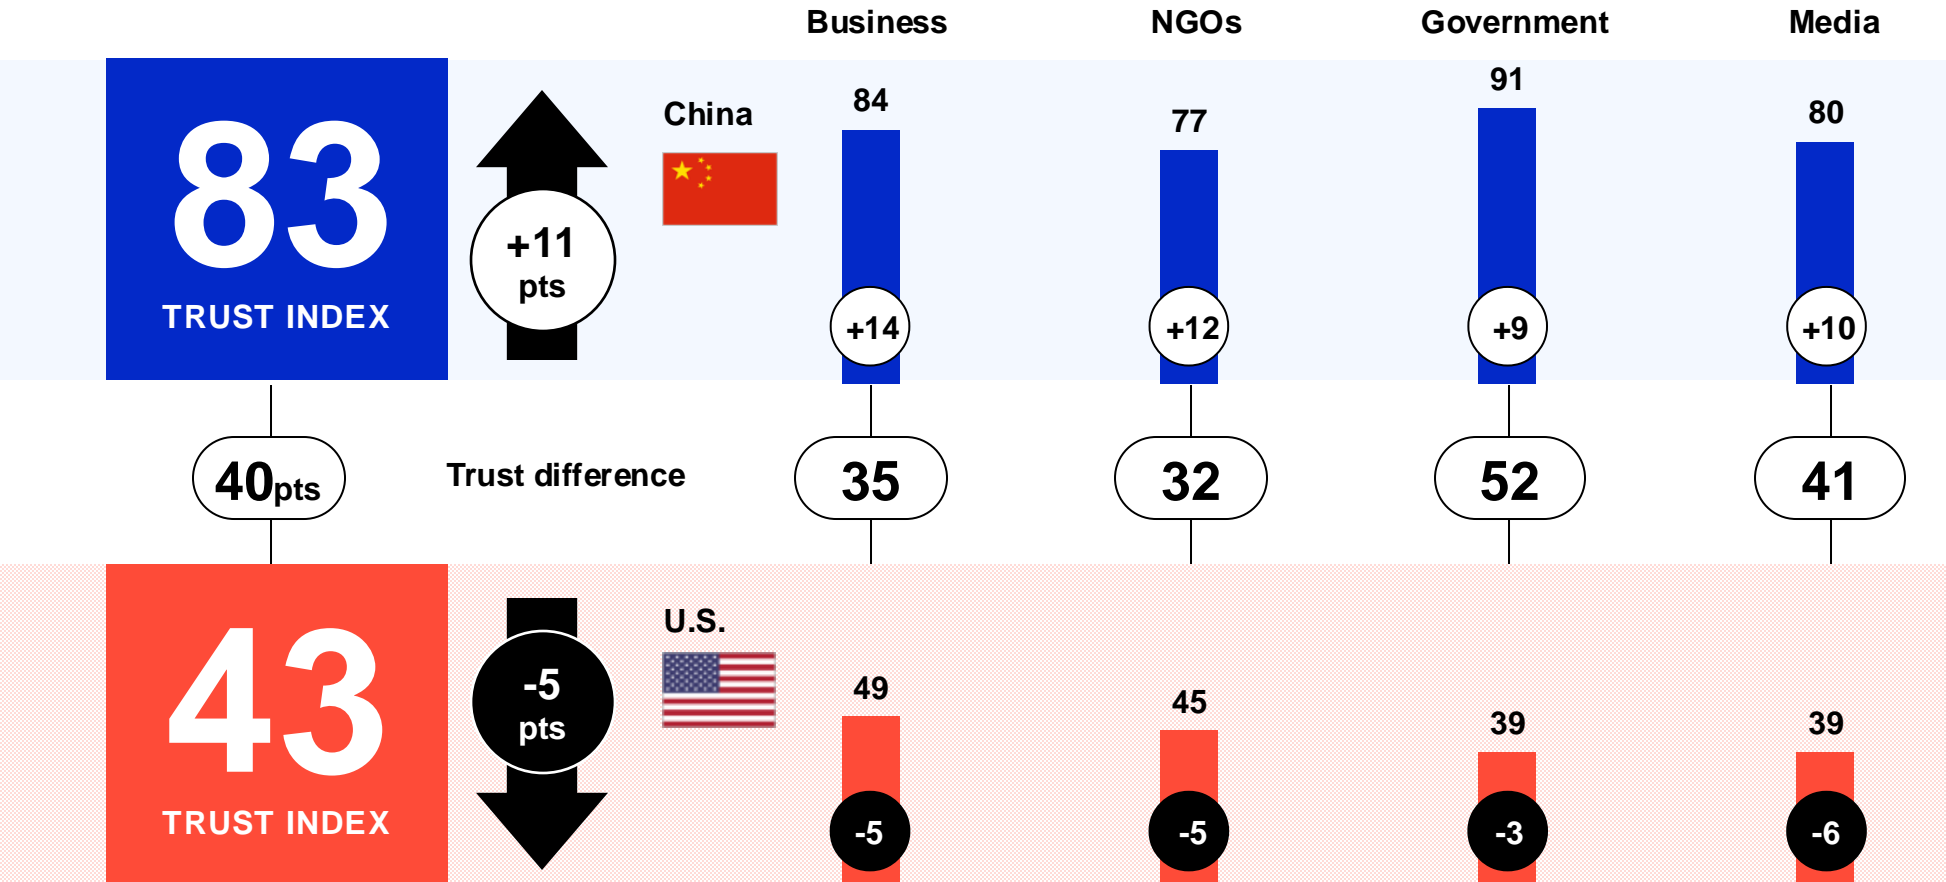 Business NGOs Government Media
83
TRUST INDEX
+11
pts
China
84 77 91 80
+14 +12 +9 +10
40pts Trust difference 35 32 52 41
43
TRUST INDEX
-5
pts
U.S.
49 45 39 39
-5 -5 -3 -6